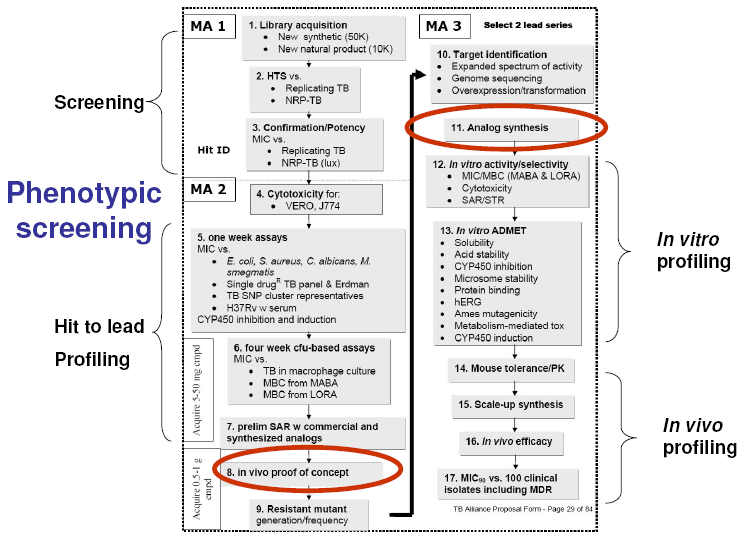 Phenotypic
screening
Screening
Hit to lead
Profiling
MA 1
1. Library acquisition
• New synthetic (50K)
• New natural product (10K)
2. HTS vs.
• Replicating TB
• NRP-TB
Hit ID
3. Confirmation/Potency
MIC vs.
• Replicating TB
• NRP-TB (lux)
MA 2
4. Cytotoxicity for:
• VERO, J774
5. one week assays
MIC vs.
• E. coli, S. aureus, C. albicans, M.
smegmatis
• Single drugR TB panel & Erdman
• TB SNP cluster representatives
• H37Rv w serum
CYP450 inhibition and induction
Acquire 5-50 mg cmpd
6. four week cfu-based assays
MIC vs.
• TB in macrophage culture
• MBC from MABA
• MBC from LORA
7. prelim SAR w commercial and
synthesized analogs
Acquire 0.5-1 g
cmpd
8. in vivo proof of concept
9. Resistant mutant
generation/frequency
MA 3
Select 2 lead series
10. Target identification
• Expanded spectrum of activity
• Genome sequencing
• Overexpression/transformation
11. Analog synthesis
12. In vitro activity/selectivity
• MIC/MBC (MABA & LORA)
• Cytotoxicity
• SAR/STR
13. In vitro ADMET
• Solubility
• Acid stability
• CYP450 inhibition
• Microsome stability
• Protein binding
• hERG
• Ames mutagenicity
• Metabolism-mediated tox
• CYP450 induction
14. Mouse tolerance/PK
15. Scale-up synthesis
16. In vivo efficacy
17. MIC90 vs. 100 clinical
isolates including MDR
TB Alliance Proposal Form - Page 29 of 84
In vitro
profiling
In vivo
profiling